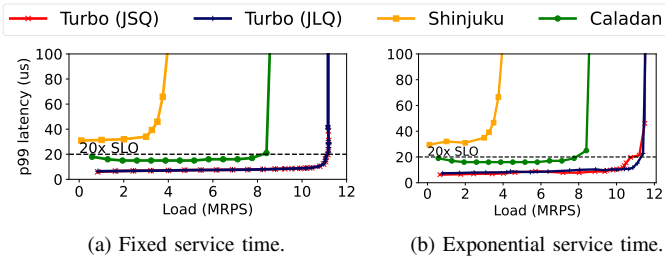 Turbo (JSQ) Turbo (JLQ) Shinjuku Caladan
p99 latency (us)
100
80
60
40
20
0
20x SLO
0 2 4 6 8 10 12
Load (MRPS)
(a) Fixed service time.
100
80
60
40
20
0
20x SLO
0 2 4 6 8 10 12
Load (MRPS)
(b) Exponential service time.